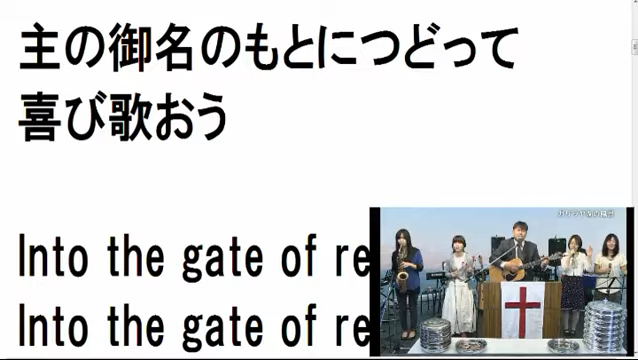 主の御名のもとにつどって
喜び歌おう
Into the gate of re
Into the gate of re